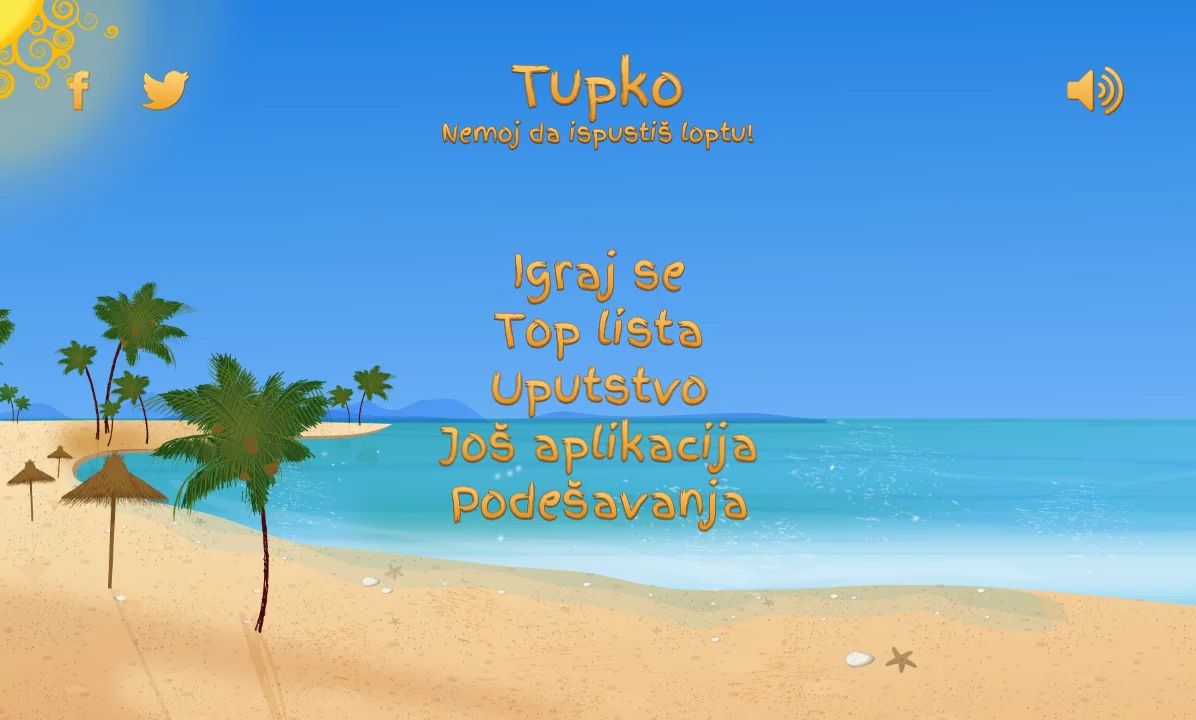 Tupko
Nemoj da ispustiš loptu!
Igraj se
Top lista
Uputstvo
Još aplikacija
Podešavanja